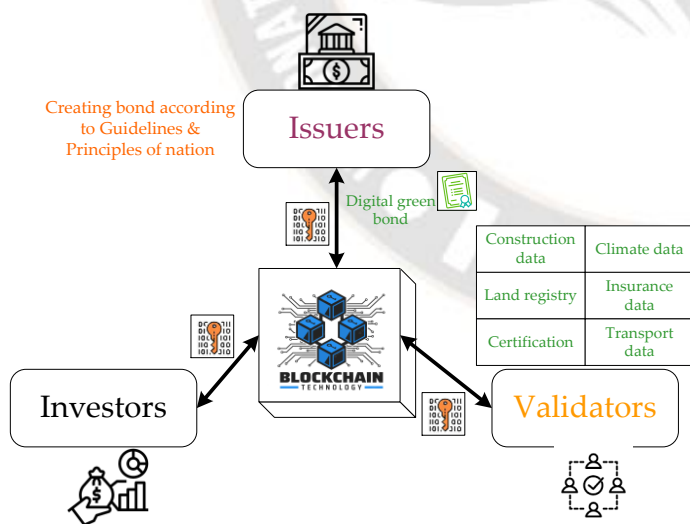 Creating bond according
to Guidelines &
Principles of nation
Issuers
Digital green
bond
Construction
data
Climate data
Land registry
Insurance
data
Certification
Transport
data
BLOCKCHAIN
TECHNOLOGY
Investors
Validators